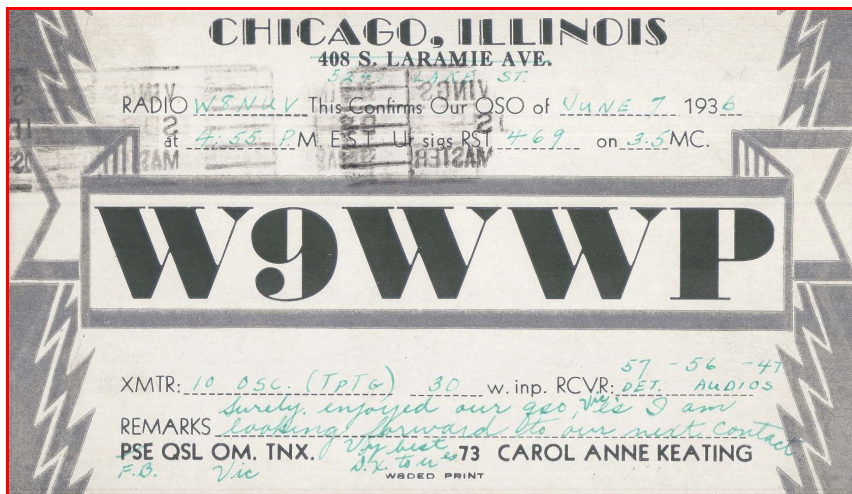 CHICAGO, ILLINOIS
408 S. LARAMIE AVE.
LAKE ST.
RADIO W8NUV This Confirms Our QSO of JUNE 7 1936
at 4.55 P.M. E.S.T. Ur sigs RST 469 on 3.5 MC.
W9WWP
57 - 56 - 47
XMTR: 10 OSC. (TPTG) 30 w. inp. RCVR: DET. AUDIOS
Surely enjoyed our qso, Vic I am
REMARKS looking forward to our next contact
PSE QSL OM. TNX. Vy best 73 CAROL ANNE KEATING
F.B. Vic D.X. to u es
W8DED PRINT